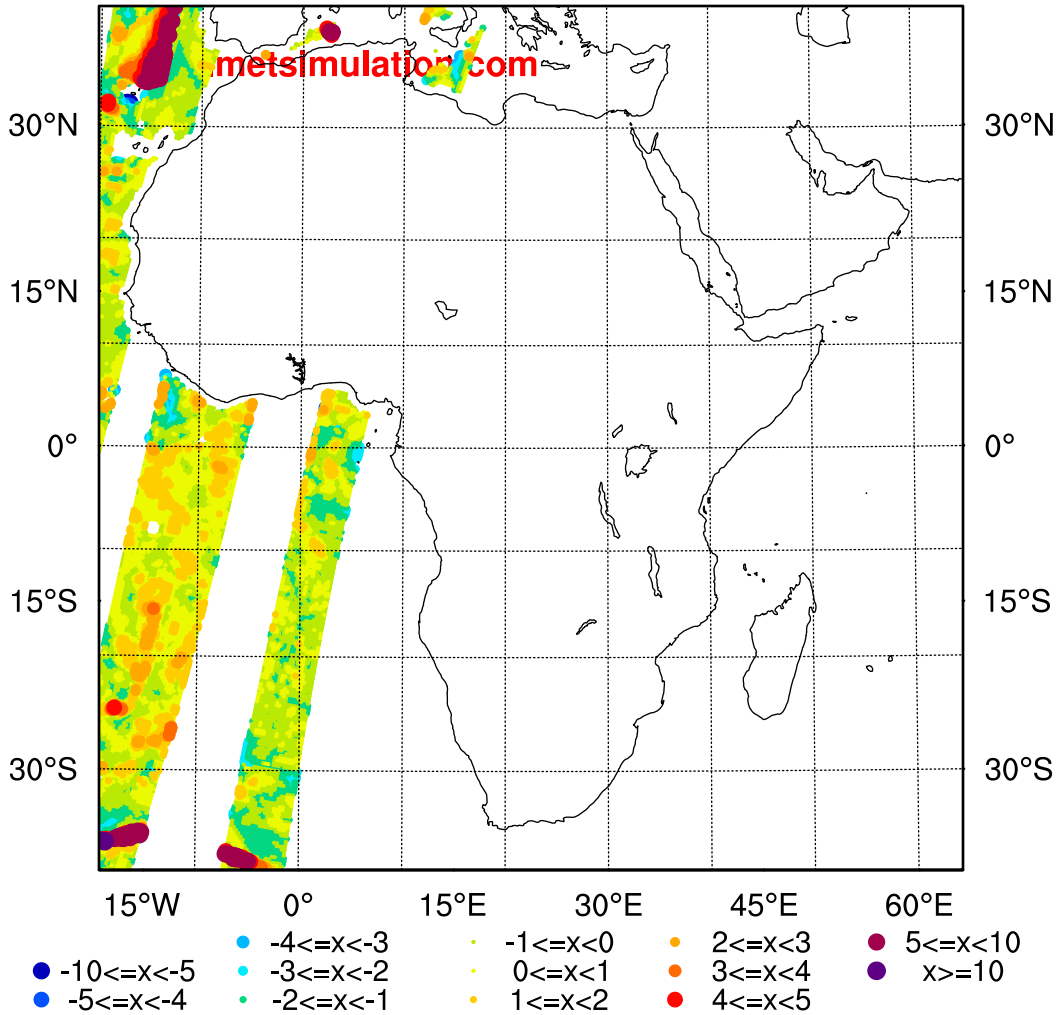 metsimulation.com
30°N 30°N
15°N 15°N
0° 0°
15°S 15°S
30°S 30°S
15°W 0° 15°E 30°E 45°E 60°E
-4<=x<-3 -1<=x<0 2<=x<3 5<=x<10
-10<=x<-5 -3<=x<-2 0<=x<1 3<=x<4 x>=10
-5<=x<-4 -2<=x<-1 1<=x<2 4<=x<5